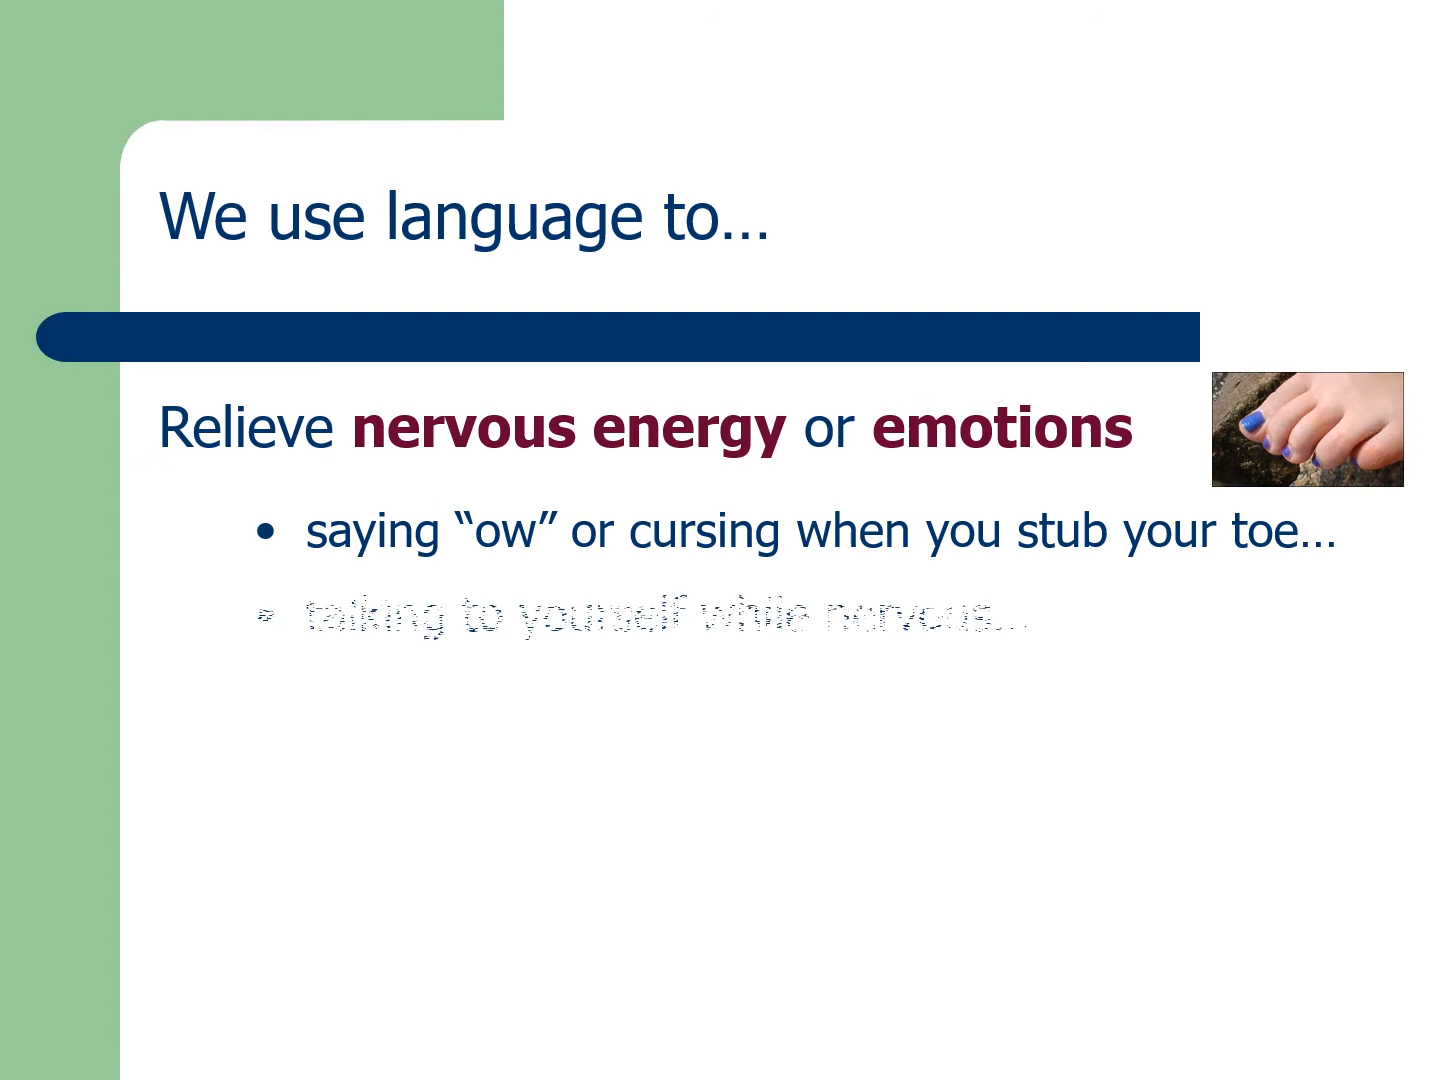 We use language to…
Relieve nervous energy or emotions
• saying “ow” or cursing when you stub your toe…
• talking to yourself while nervous…